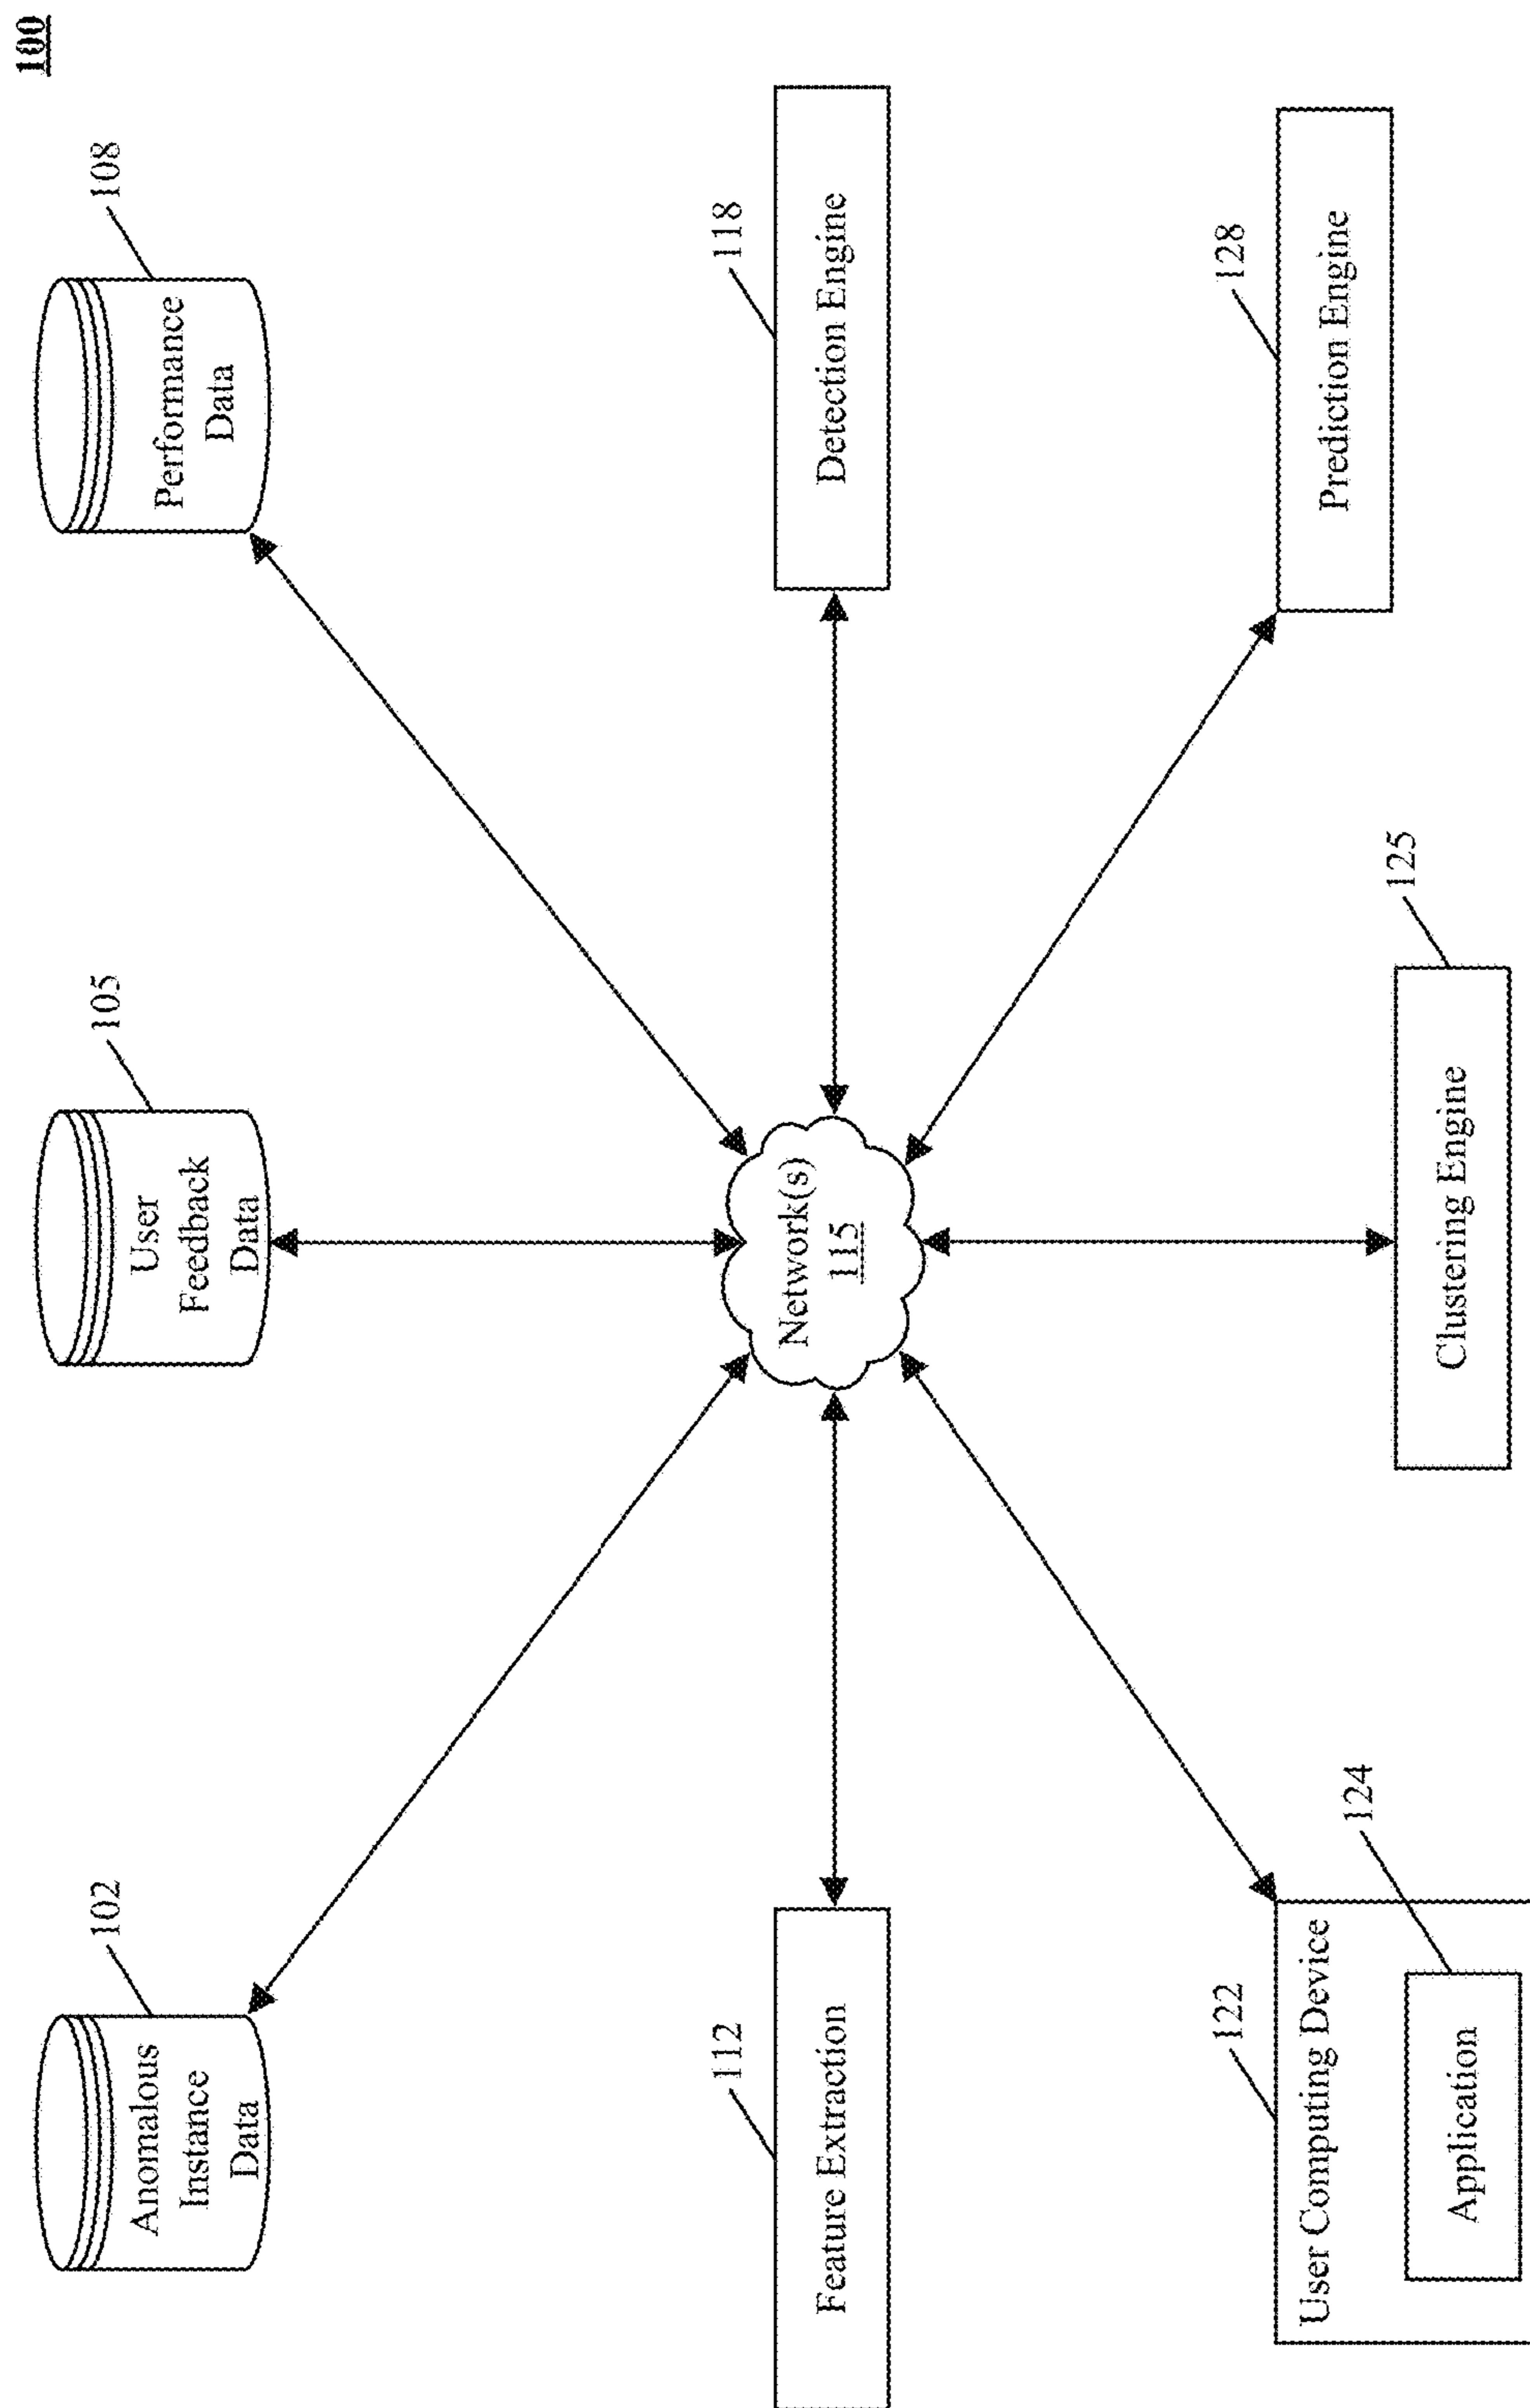 100
102
Anomalous
Instance
Data
105
User
Feedback
Data
108
Performance
Data
112
Feature Extraction
Network(s)
115
118
Detection Engine
122
User Computing Device
124
Application
125
Clustering Engine
128
Prediction Engine